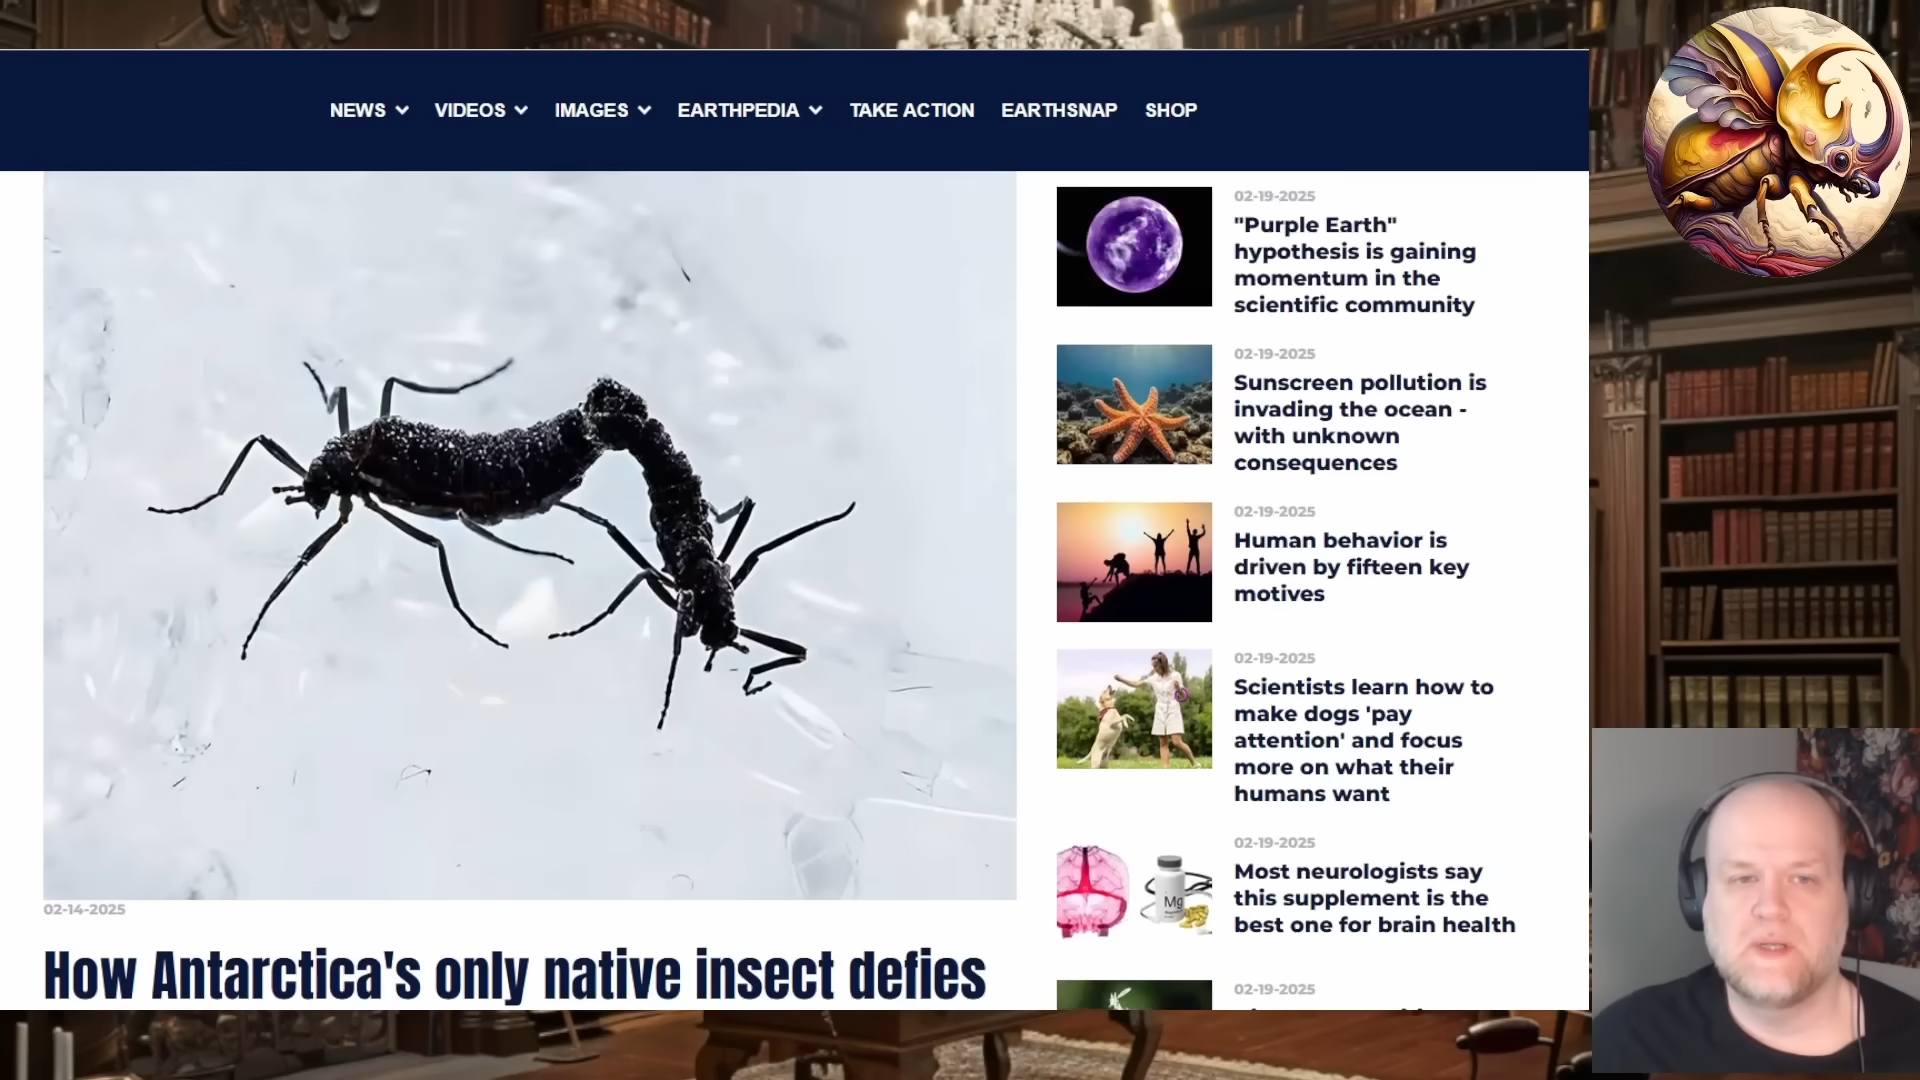 NEWS VIDEOS IMAGES EARTHPEDIA TAKE ACTION EARTHSNAP SHOP
02-14-2025
How Antarctica's only native insect defies
02-19-2025
"Purple Earth"
hypothesis is gaining
momentum in the
scientific community
02-19-2025
Sunscreen pollution is
invading the ocean -
with unknown
consequences
02-19-2025
Human behavior is
driven by fifteen key
motives
02-19-2025
Scientists learn how to
make dogs 'pay
attention' and focus
more on what their
humans want
02-19-2025
Most neurologists say
this supplement is the
best one for brain health
Mg
02-19-2025